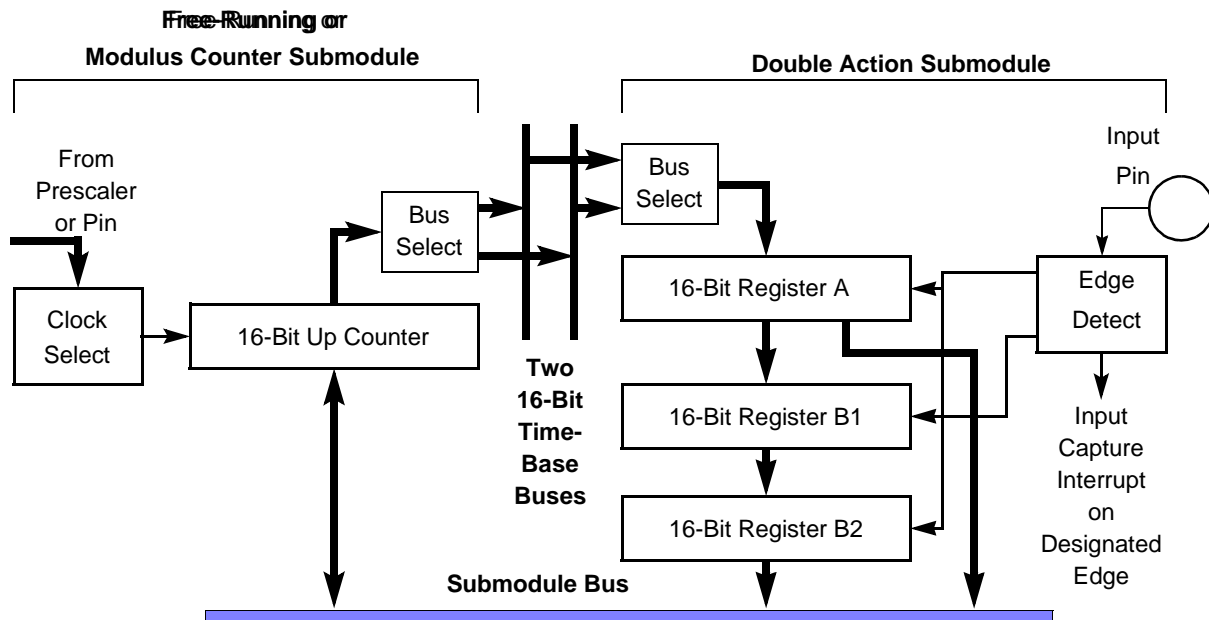 Free-Running or
Modulus Counter Submodule
Double Action Submodule
From
Prescaler
or Pin
Clock
Select
16-Bit Up Counter
Bus
Select
Two
16-Bit
Time-
Base
Buses
Bus
Select
16-Bit Register A
16-Bit Register B1
16-Bit Register B2
Input
Pin
Edge
Detect
Input
Capture
Interrupt
on
Designated
Edge
Submodule Bus